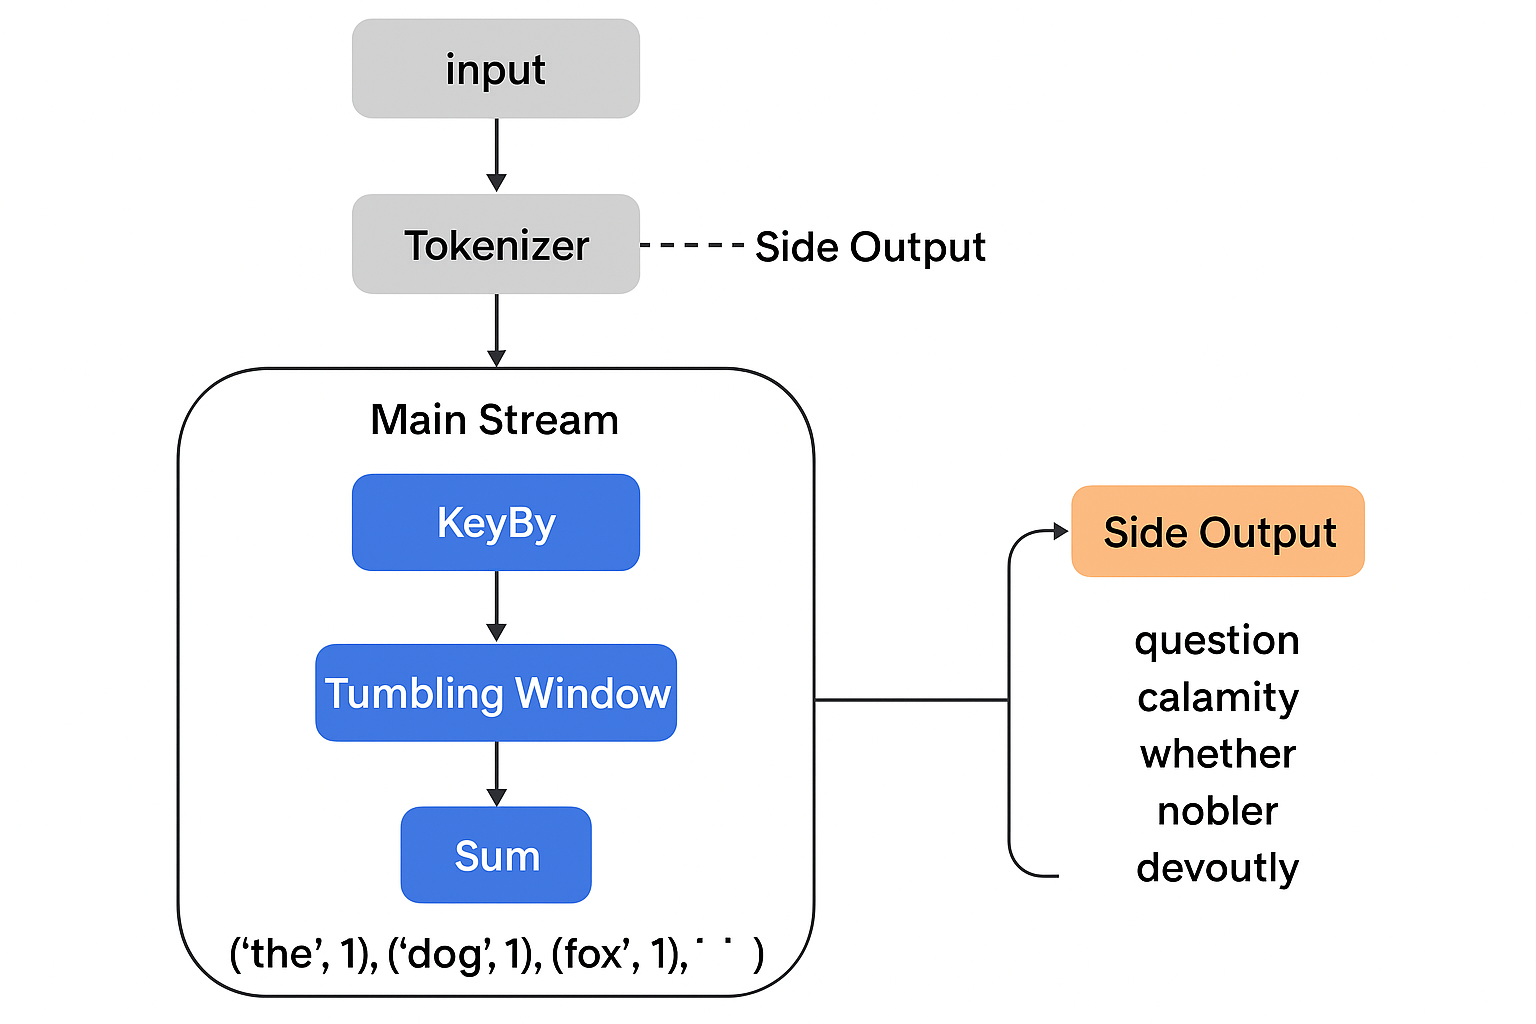 input
Tokenizer
Side Output
Main Stream
KeyBy
Tumbling Window
Sum
(‘the’, 1), (‘dog’, 1), (fox’, 1), ˙ ˙ )
Side Output
question
calamity
whether
nobler
devoutly